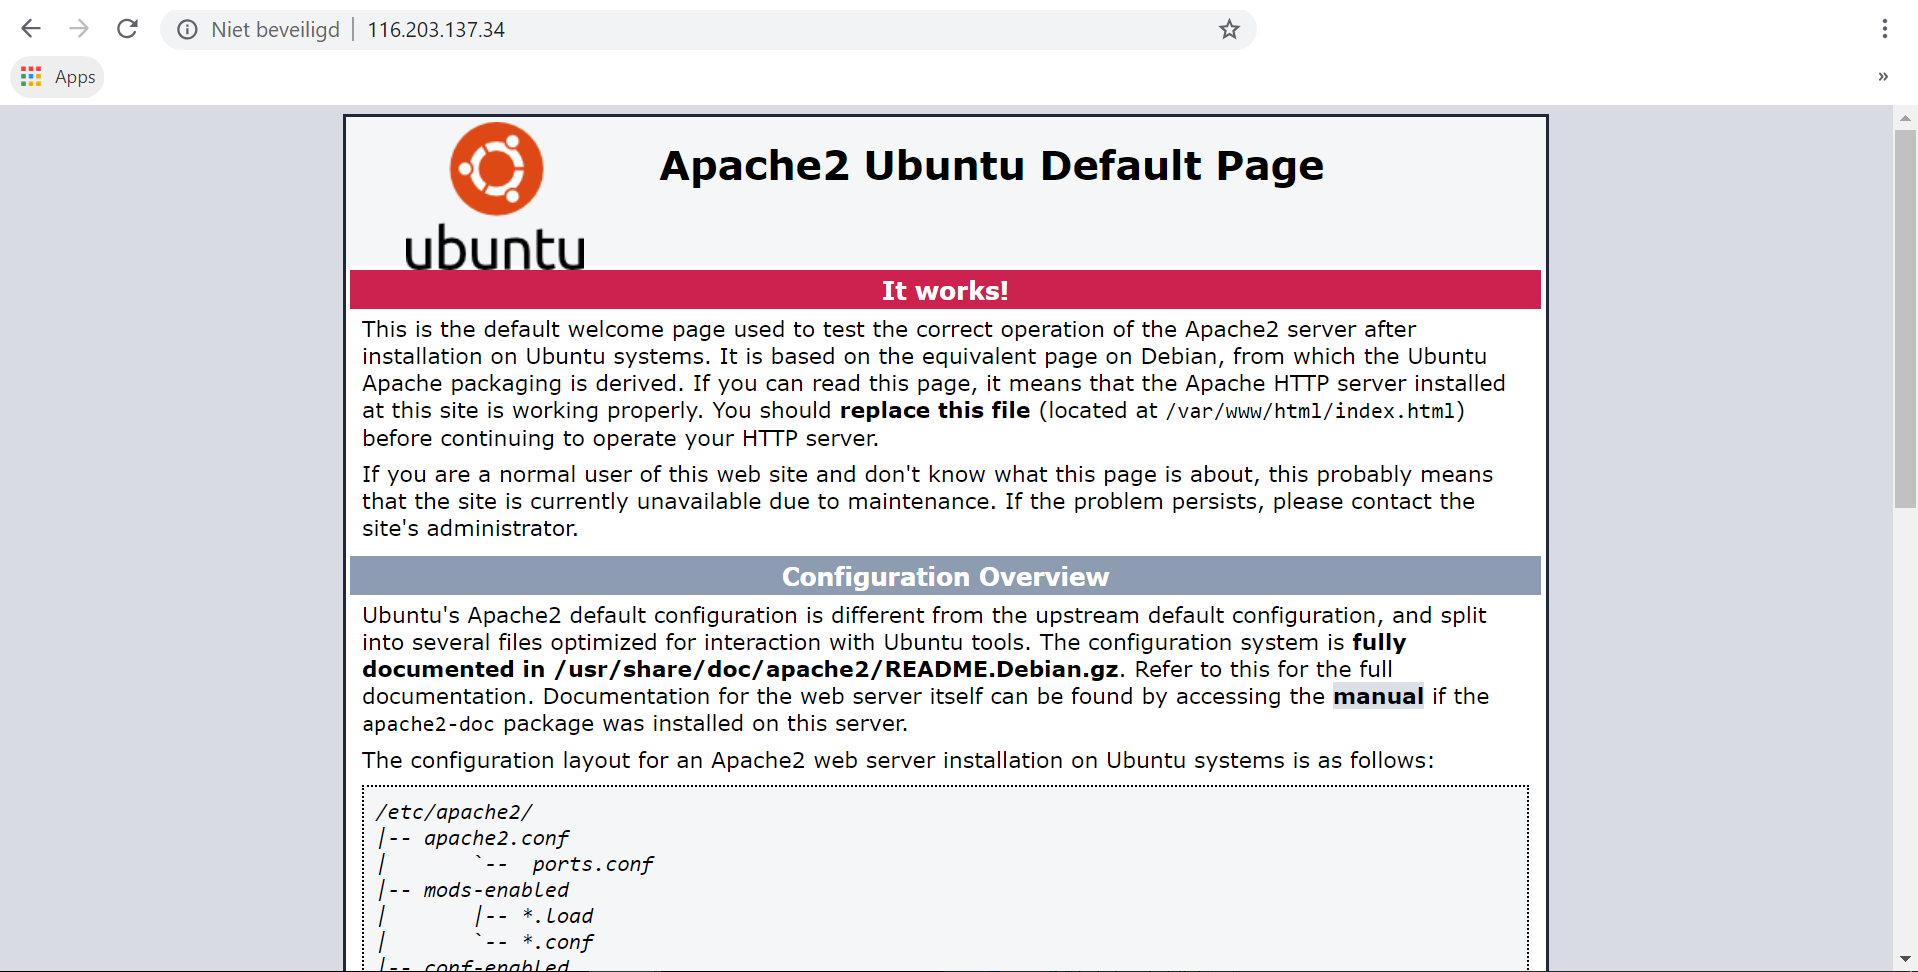 Niet beveiligd | 116.203.137.34
Apps
»
ubuntu
Apache2 Ubuntu Default Page
It works!
This is the default welcome page used to test the correct operation of the Apache2 server after
installation on Ubuntu systems. It is based on the equivalent page on Debian, from which the Ubuntu
Apache packaging is derived. If you can read this page, it means that the Apache HTTP server installed
at this site is working properly. You should replace this file (located at /var/www/html/index.html)
before continuing to operate your HTTP server.
If you are a normal user of this web site and don't know what this page is about, this probably means
that the site is currently unavailable due to maintenance. If the problem persists, please contact the
site's administrator.
Configuration Overview
Ubuntu's Apache2 default configuration is different from the upstream default configuration, and split
into several files optimized for interaction with Ubuntu tools. The configuration system is fully
documented in /usr/share/doc/apache2/README.Debian.gz. Refer to this for the full
documentation. Documentation for the web server itself can be found by accessing the manual if the
apache2-doc package was installed on this server.
The configuration layout for an Apache2 web server installation on Ubuntu systems is as follows:
/etc/apache2/
|-- apache2.conf
|       `--  ports.conf
|-- mods-enabled
|       |-- *.load
|       `-- *.conf
|-- conf-enabled